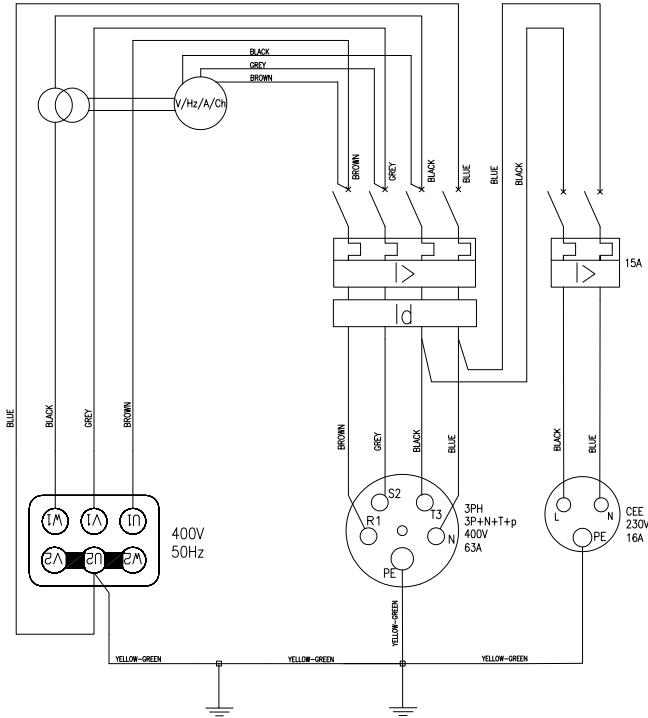 BLACK
GREY
BROWN
V/Hz/A/Ch
BROWN
GREY
BLACK
BLUE
BLUE
BLACK
I>
I>
15A
Id
BLUE
BLACK
GREY
BROWN
BROWN
GREY
BLACK
BLUE
BLACK
BLUE
W1
V1
U1
V2
U2
W2
400V
50Hz
S2
T3
R1
N
PE
3PH
3P+N+T+p
400V
63A
L
N
PE
CEE
230V
16A
YELLOW-GREEN
YELLOW-GREEN
YELLOW-GREEN
YELLOW-GREEN